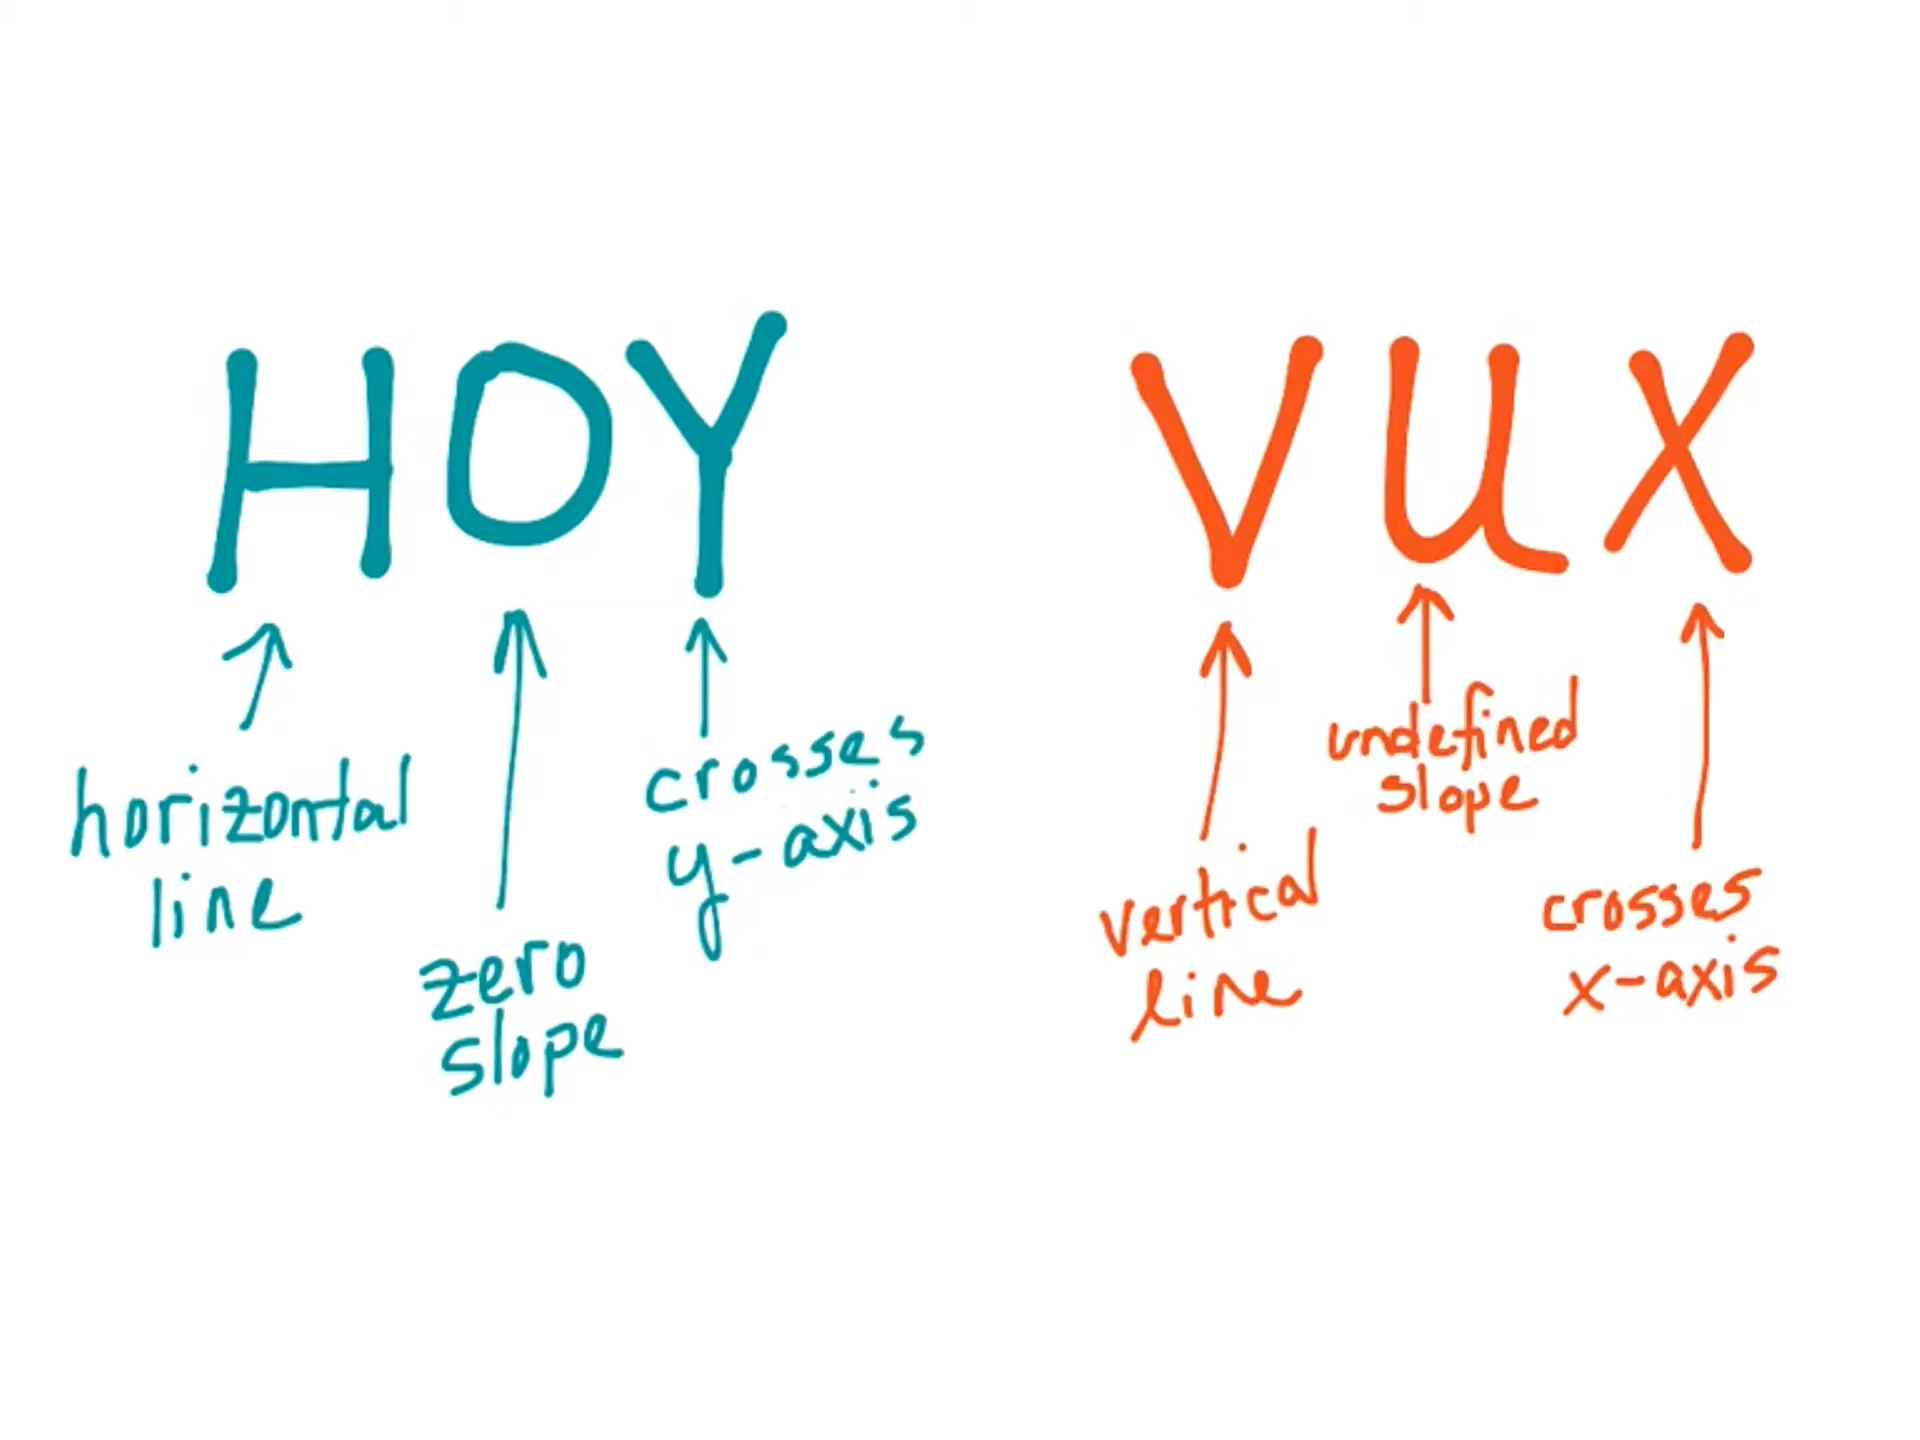 HOY
horizontal
line
zero
slope
crosses
y-axis
VUX
vertical
line
undefined
slope
crosses
x-axis